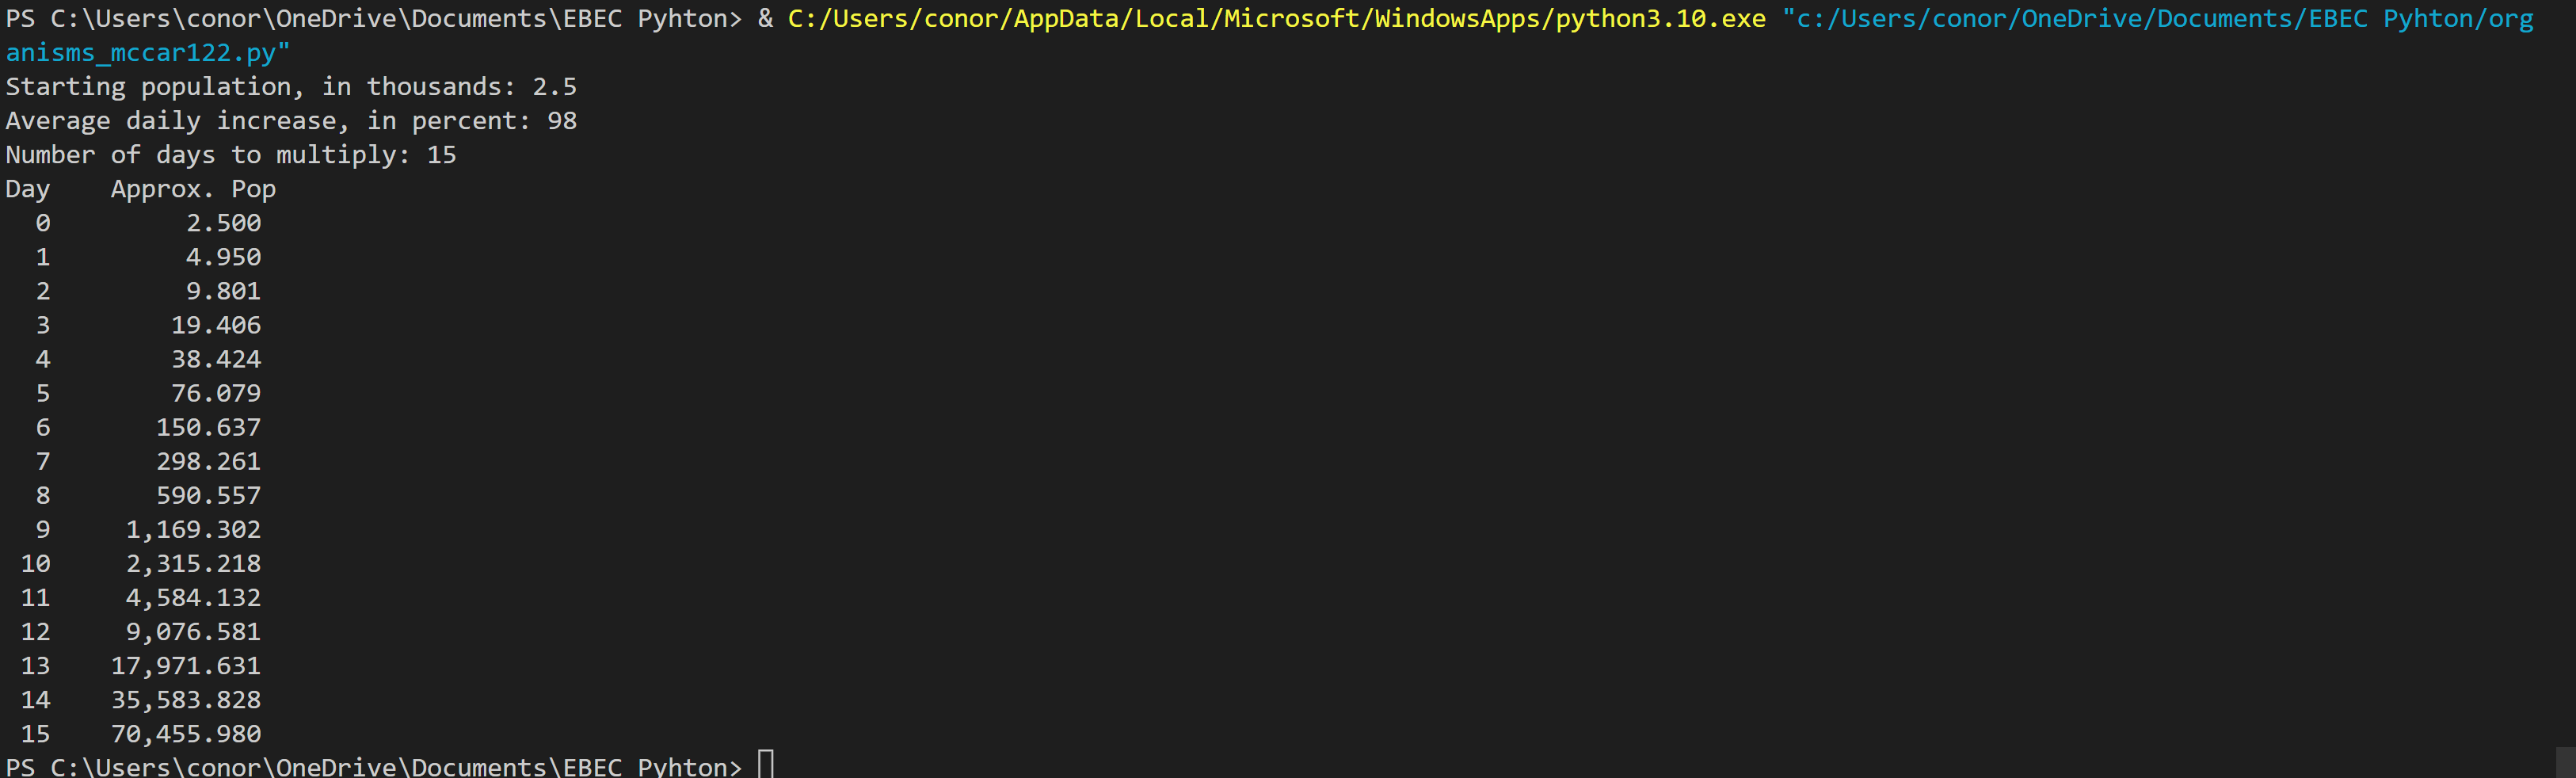 PS C:\Users\conor\OneDrive\Documents\EBEC Pyhton> & C:/Users/conor/AppData/Local/Microsoft/WindowsApps/python3.10.exe "c:/Users/conor/OneDrive/Documents/EBEC Pyhton/org
anisms_mccar122.py"
Starting population, in thousands: 2.5
Average daily increase, in percent: 98
Number of days to multiply: 15
Day    Approx. Pop
  0         2.500
  1         4.950
  2         9.801
  3        19.406
  4        38.424
  5        76.079
  6       150.637
  7       298.261
  8       590.557
  9     1,169.302
 10     2,315.218
 11     4,584.132
 12     9,076.581
 13    17,971.631
 14    35,583.828
 15    70,455.980
PS C:\Users\conor\OneDrive\Documents\EBEC Pyhton>